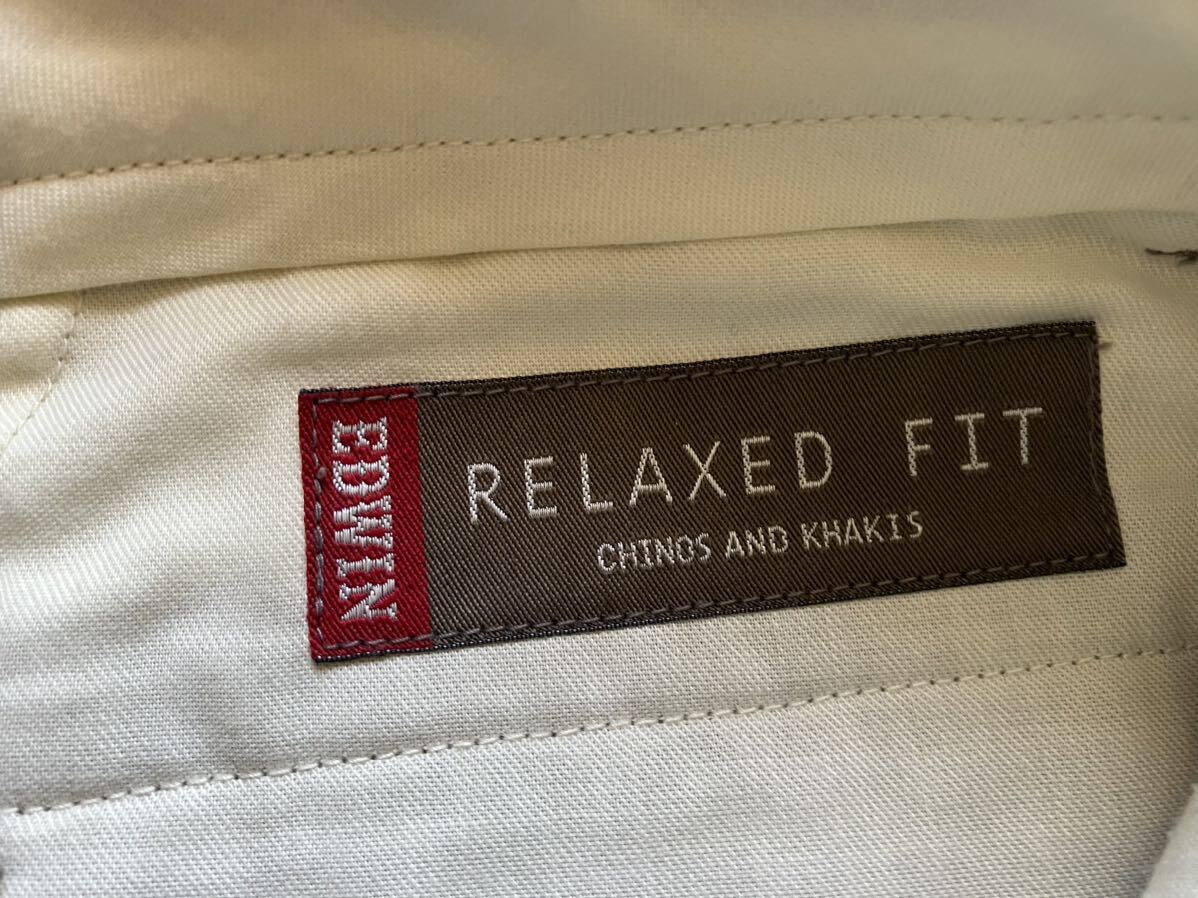 EDWIN
RELAXED FIT
CHINOS AND KHAKIS